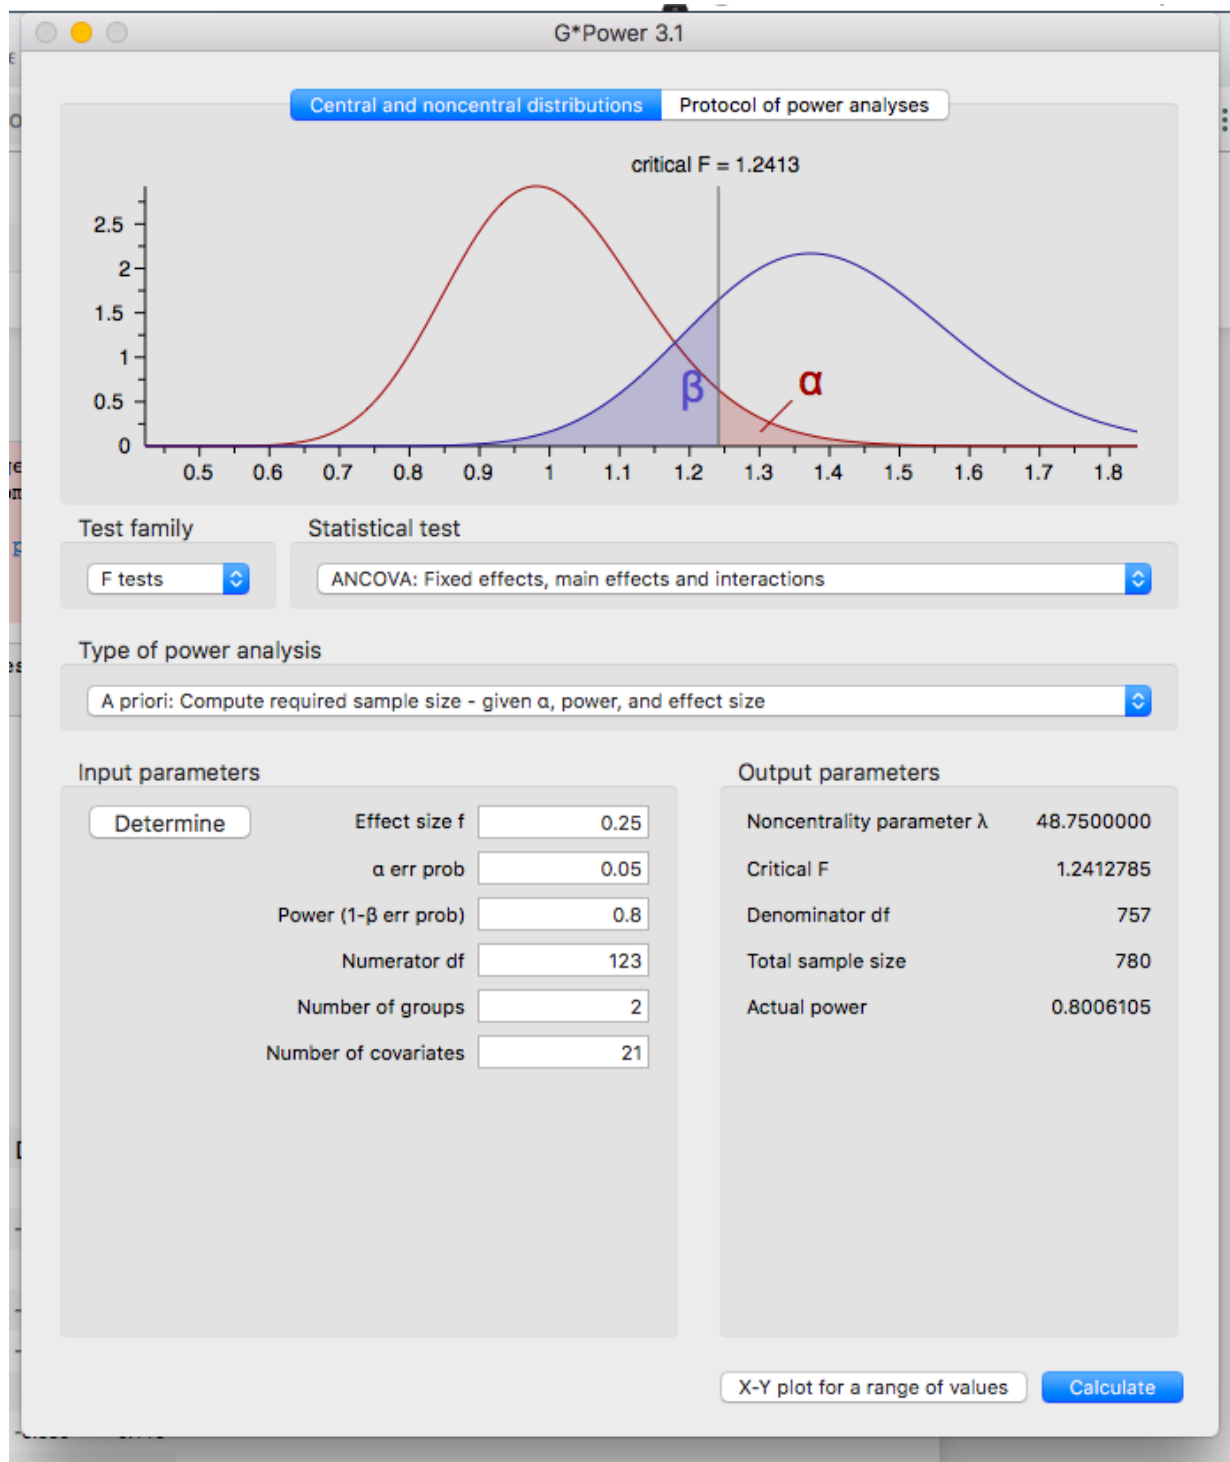 G*Power 3.1
Central and noncentral distributions Protocol of power analyses
critical F = 1.2413
2.5
2
1.5
1
0.5
0
β
α
0.5 0.6 0.7 0.8 0.9 1 1.1 1.2 1.3 1.4 1.5 1.6 1.7 1.8
Test family Statistical test
F tests ANCOVA: Fixed effects, main effects and interactions
Type of power analysis
A priori: Compute required sample size - given α, power, and effect size
Input parameters
Determine
Effect size f 0.25
α err prob 0.05
Power (1-β err prob) 0.8
Numerator df 123
Number of groups 2
Number of covariates 21
Output parameters
Noncentrality parameter λ 48.7500000
Critical F 1.2412785
Denominator df 757
Total sample size 780
Actual power 0.8006105
X-Y plot for a range of values Calculate